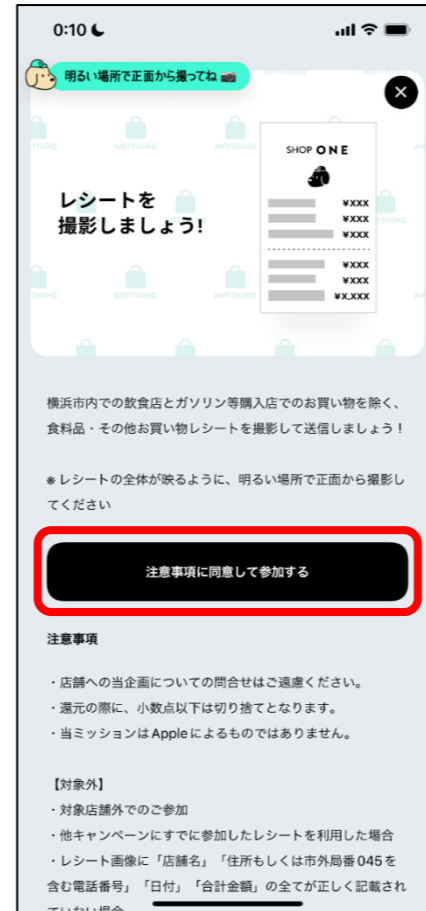 0:10
明るい場所で正面から撮ってね
レシートを
撮影しましょう!
SHOP ONE
¥XXX
¥XXX
¥XXX
¥XXX
¥XXX
¥X,XXX
ANYTHING
ANYTHING
ANYTHING
ANYTHING
横浜市内での飲食店とガソリン等購入店でのお買い物を除く、
食料品・その他お買い物レシートを撮影して送信しましょう！
※レシートの全体が映るように、明るい場所で正面から撮影し
てください
注意事項に同意して参加する
注意事項
・店舗への当企画についての問合せはご遠慮ください。
・還元の際に、小数点以下は切り捨てとなります。
・当ミッションはAppleによるものではありません。
【対象外】
・対象店舗外でのご参加
・他キャンペーンにすでに参加したレシートを利用した場合
・レシート画像に「店舗名」「住所もしくは市外局番045を
含む電話番号」「日付」「合計金額」の全てが正しく記載され
ていない場合